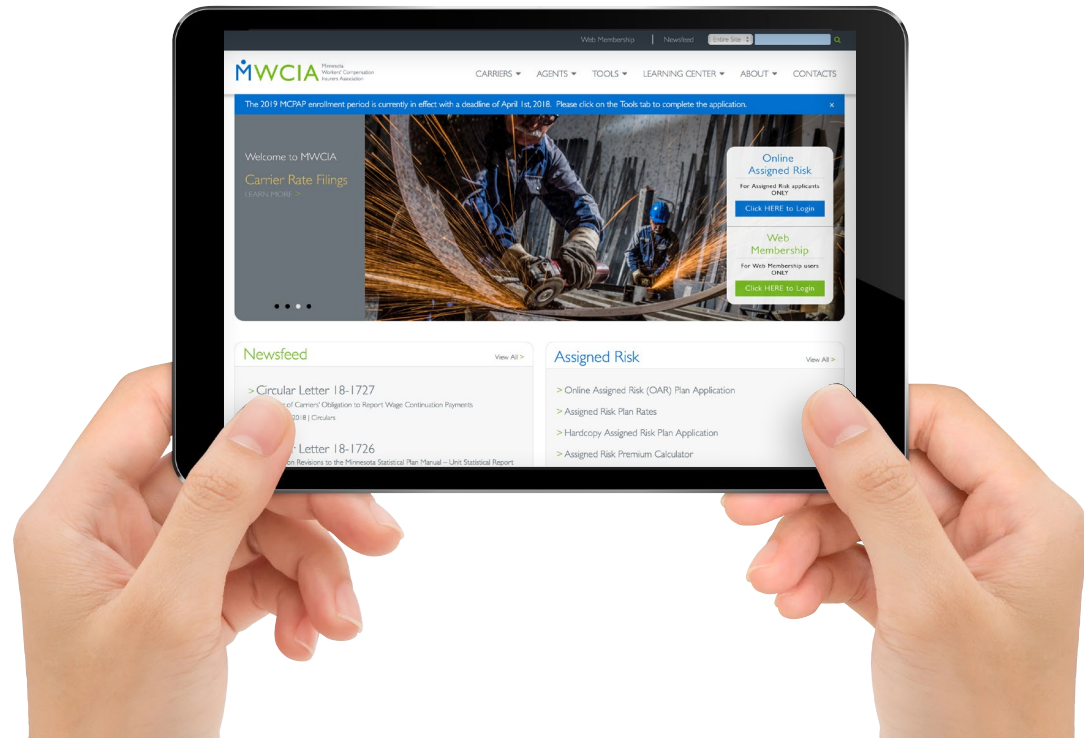 Web Membership | Newsfeed Entire Site
MWCIA
Minnesota
Workers' Compensation
Insurers Association
CARRIERS AGENTS TOOLS LEARNING CENTER ABOUT CONTACTS
The 2019 MCPAP enrollment period is currently in effect with a deadline of April 1st, 2018. Please click on the Tools tab to complete the application. ×
Welcome to MWCIA
Carrier Rate Filings
LEARN MORE >
Online
Assigned Risk
For Assigned Risk applicants
ONLY
Click HERE to Login
Web
Membership
For Web Membership users
ONLY
Click HERE to Login
Newsfeed View All >
> Circular Letter 18-1727
of Carriers' Obligation to Report Wage Continuation Payments
2018 | Circulars
Letter 18-1726
Revisions to the Minnesota Statistical Plan Manual – Unit Statistical Report
Assigned Risk View All >
> Online Assigned Risk (OAR) Plan Application
> Assigned Risk Plan Rates
> Hardcopy Assigned Risk Plan Application
> Assigned Risk Premium Calculator